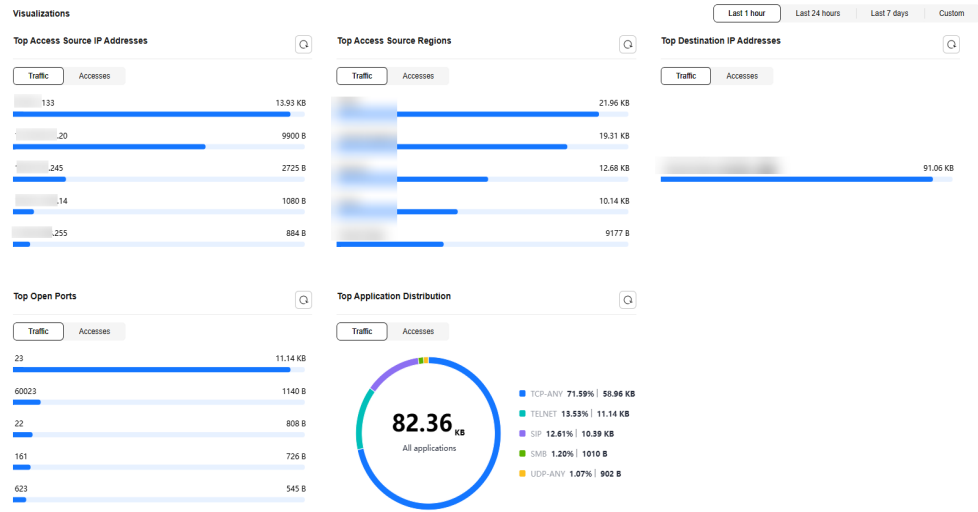 Visualizations
Last 1 hour
Last 24 hours
Last 7 days
Custom
Top Access Source IP Addresses
Traffic
Accesses
133
13.93 KB
.20
9900 B
.245
2725 B
.14
1080 B
.255
884 B
Top Access Source Regions
Traffic
Accesses
21.96 KB
19.31 KB
12.68 KB
10.14 KB
9177 B
Top Destination IP Addresses
Traffic
Accesses
91.06 KB
Top Open Ports
Traffic
Accesses
23
11.14 KB
60023
1140 B
22
808 B
161
726 B
623
545 B
Top Application Distribution
Traffic
Accesses
82.36 KB
All applications
TCP-ANY 71.59% | 58.96 KB
TELNET 13.53% | 11.14 KB
SIP 12.61% | 10.39 KB
SMB 1.20% | 1010 B
UDP-ANY 1.07% | 902 B